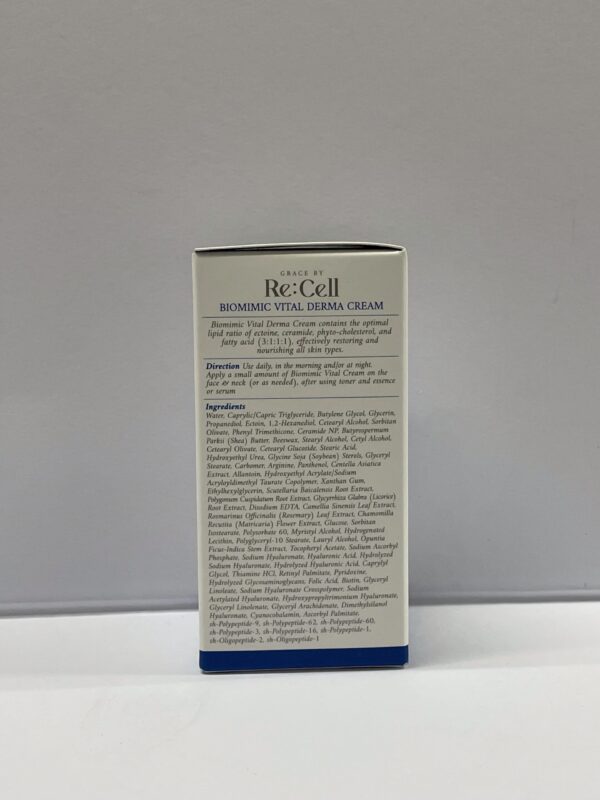 GRACE BY
Re:Cell
BIOMIMIC VITAL DERMA CREAM
Biomimic Vital Derma Cream contains the optimal
lipid ratio of ectoine, ceramide, phyto-cholesterol, and
fatty acid (3:1:1:1), effectively restoring and
nourishing all skin types.
Direction Use daily, in the morning and/or at night.
Apply a small amount of Biomimic Vital Cream on the
face & neck (or as needed), after using toner and essence
or serum
Ingredients
Water, Caprylic/Capric Triglyceride, Butylene Glycol, Glycerin,
Propanediol, Ectoin, 1,2-Hexanediol, Cetearyl Alcohol, Sorbitan
Olivate, Phenyl Trimethicone, Ceramide NP, Butyrospermum
Parkii (Shea) Butter, Beeswax, Stearyl Alcohol, Cetyl Alcohol,
Cetearyl Olivate, Cetearyl Glucoside, Stearic Acid,
Hydroxyethyl Urea, Glycine Soja (Soybean) Sterols, Glyceryl
Stearate, Carbomer, Arginine, Panthenol, Centella Asiatica
Extract, Allantoin, Hydroxyethyl Acrylate/Sodium
Acryloyldimethyl Taurate Copolymer, Xanthan Gum,
Ethylhexylglycerin, Scutellaria Baicalensis Root Extract,
Polygonum Cuspidatum Root Extract, Glycyrrhiza Glabra (Licorice)
Root Extract, Disodium EDTA, Camellia Sinensis Leaf Extract,
Rosmarinus Officinalis (Rosemary) Leaf Extract, Chamomilla
Recutita (Matricaria) Flower Extract, Glucose, Sorbitan
Isostearate, Polysorbate 60, Myristyl Alcohol, Hydrogenated
Lecithin, Polyglyceryl-10 Stearate, Lauryl Alcohol, Opuntia
Ficus-Indica Stem Extract, Tocopheryl Acetate, Sodium Ascorbyl
Phosphate, Sodium Hyaluronate, Hyaluronic Acid, Hydrolyzed
Sodium Hyaluronate, Hydrolyzed Hyaluronic Acid, Caprylyl
Glycol, Thiamine HCl, Retinyl Palmitate, Pyridoxine,
Hydrolyzed Glycosaminoglycans, Folic Acid, Biotin, Glyceryl
Linoleate, Sodium Hyaluronate Crosspolymer, Sodium
Acetylated Hyaluronate, Hydroxypropyltrimonium Hyaluronate,
Glyceryl Linolenate, Glyceryl Arachidonate, Dimethylsilanol
Hyaluronate, Cyanocobalamin, Ascorbyl Palmitate,
sh-Polypeptide-9, sh-Polypeptide-62, sh-Polypeptide-60,
sh-Polypeptide-3, sh-Polypeptide-16, sh-Polypeptide-1,
sh-Oligopeptide-2, sh-Oligopeptide-1